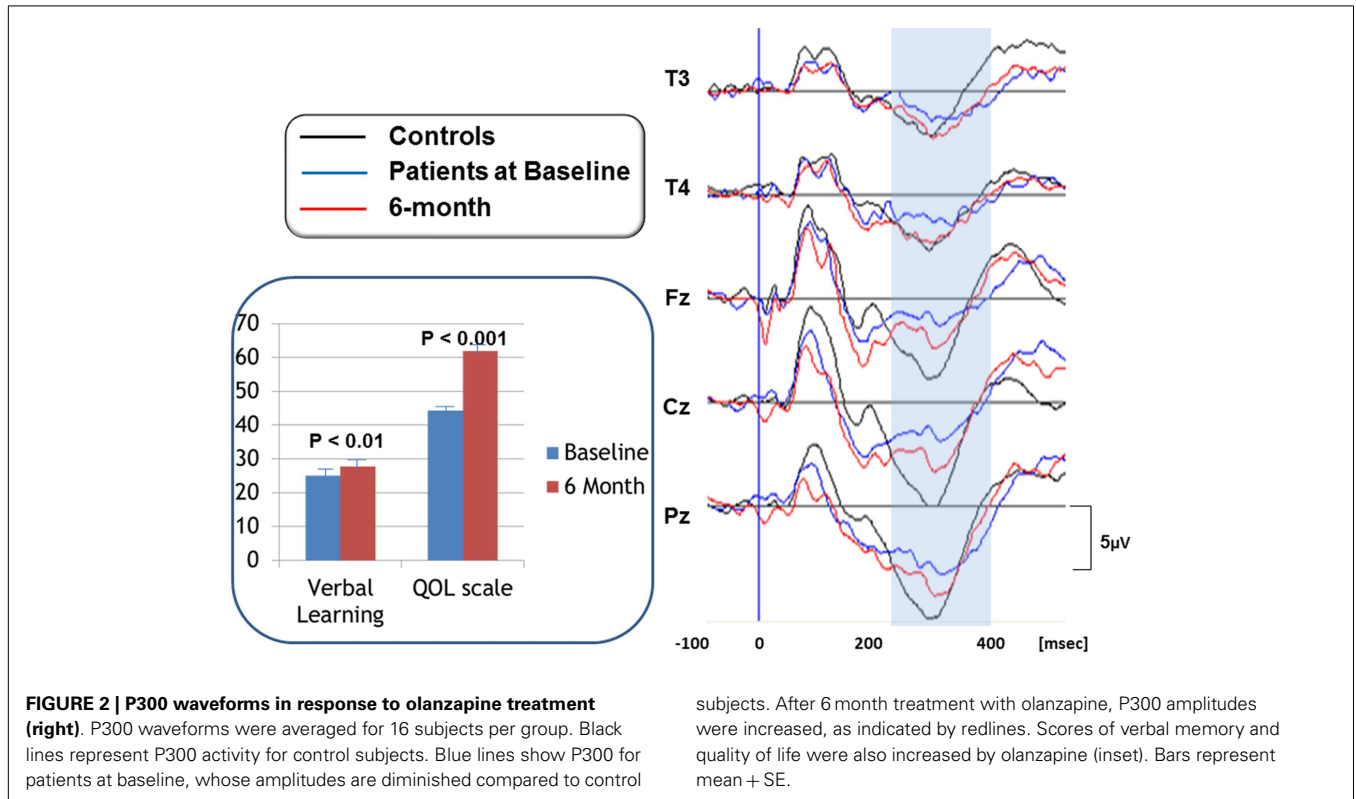 Controls
Patients at Baseline
6-month
70
60
50
40
30
20
10
0
P < 0.01
P < 0.001
Verbal
Learning
QOL scale
Baseline
6 Month
T3
T4
Fz
Cz
Pz
5µV
-100 0 200 400 [msec]
FIGURE 2 | P300 waveforms in response to olanzapine treatment
(right). P300 waveforms were averaged for 16 subjects per group. Black
lines represent P300 activity for control subjects. Blue lines show P300 for
patients at baseline, whose amplitudes are diminished compared to control
subjects. After 6 month treatment with olanzapine, P300 amplitudes
were increased, as indicated by redlines. Scores of verbal memory and
quality of life were also increased by olanzapine (inset). Bars represent
mean + SE.